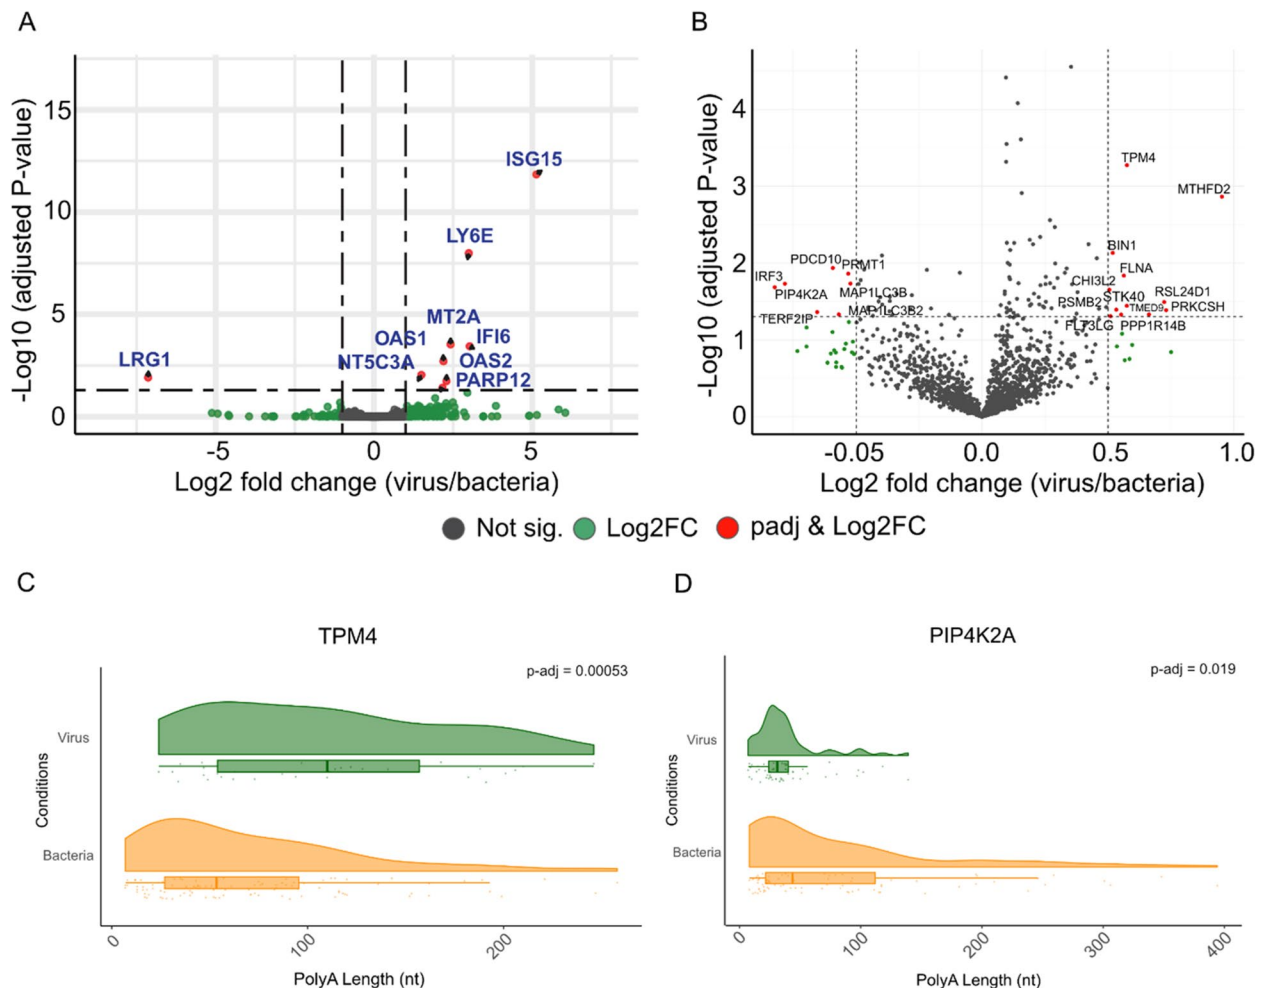 A
-Log10 (adjusted P-value)
15
10
5
0
ISG15
LY6E
MT2A
OAS1
IFI6
NT5C3A
OAS2
PARP12
LRG1
-5
0
5
Log2 fold change (virus/bacteria)
B
-Log10 (adjusted P-value)
4
3
2
1
0
TPM4
MTHFD2
BIN1
PDCD10
PRMT1
FLNA
IRF3
CHI3L2
PIP4K2A
MAP1LC3B
STK40
RSL24D1
PSMB2
TMED9
PRKCSH
TERF2IP
MAP1LC3B2
FLT3LG
PPP1R14B
-0.05
0.0
0.5
1.0
Log2 fold change (virus/bacteria)
Not sig.
Log2FC
padj & Log2FC
C
TPM4
p-adj = 0.00053
Conditions
Virus
Bacteria
0
100
200
PolyA Length (nt)
D
PIP4K2A
p-adj = 0.019
Conditions
Virus
Bacteria
0
100
200
300
400
PolyA Length (nt)